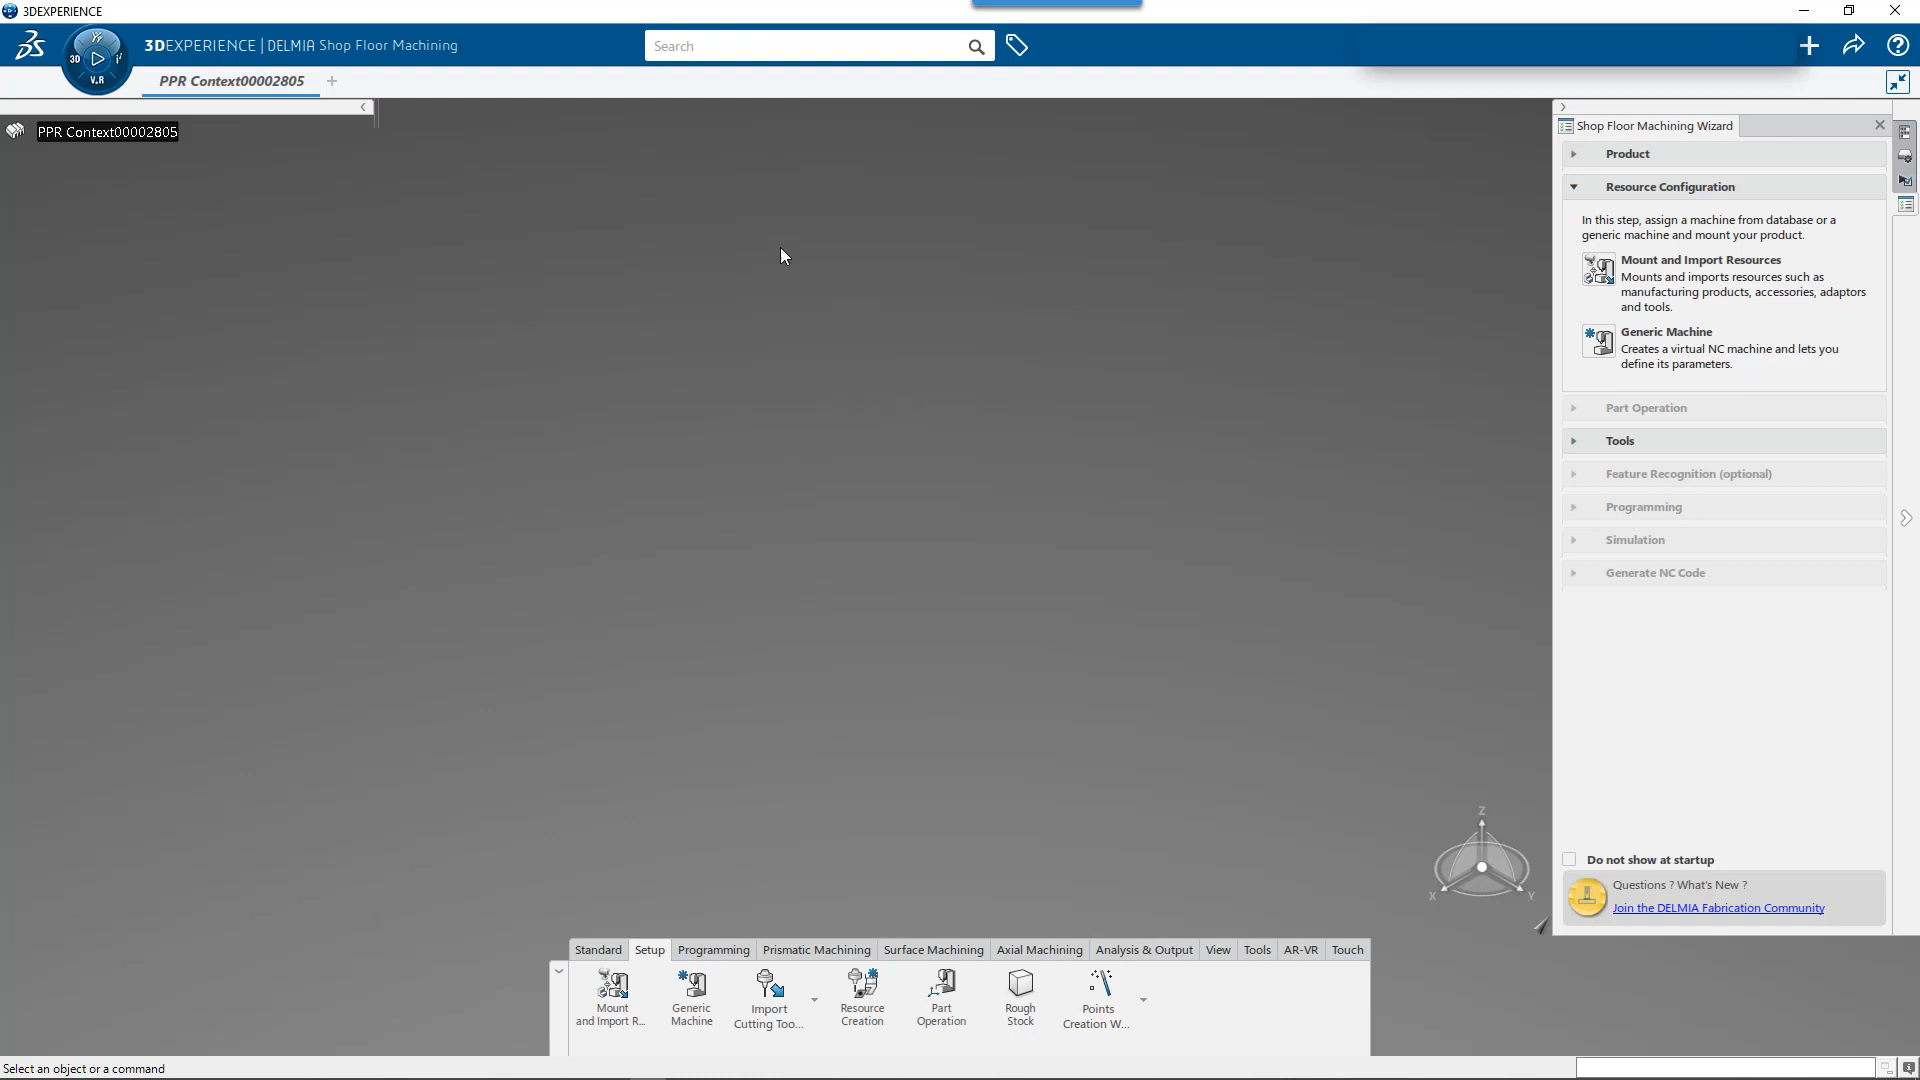 3DEXPERIENCE
3DEXPERIENCE | DELMIA Shop Floor Machining
Search
3D
V.R
PPR Context00002805
PPR Context00002805
Shop Floor Machining Wizard
Product
Resource Configuration
In this step, assign a machine from database or a
generic machine and mount your product.
Mount and Import Resources
Mounts and imports resources such as
manufacturing products, accessories, adaptors
and tools.
Generic Machine
Creates a virtual NC machine and lets you
define its parameters.
Part Operation
Tools
Feature Recognition (optional)
Programming
Simulation
Generate NC Code
Z
X
Y
Do not show at startup
Questions ? What's New ?
Join the DELMIA Fabrication Community
Standard
Setup
Programming
Prismatic Machining
Surface Machining
Axial Machining
Analysis & Output
View
Tools
AR-VR
Touch
Mount
and Import R...
Generic
Machine
Import
Cutting Too...
Resource
Creation
Part
Operation
Rough
Stock
Points
Creation W...
Select an object or a command